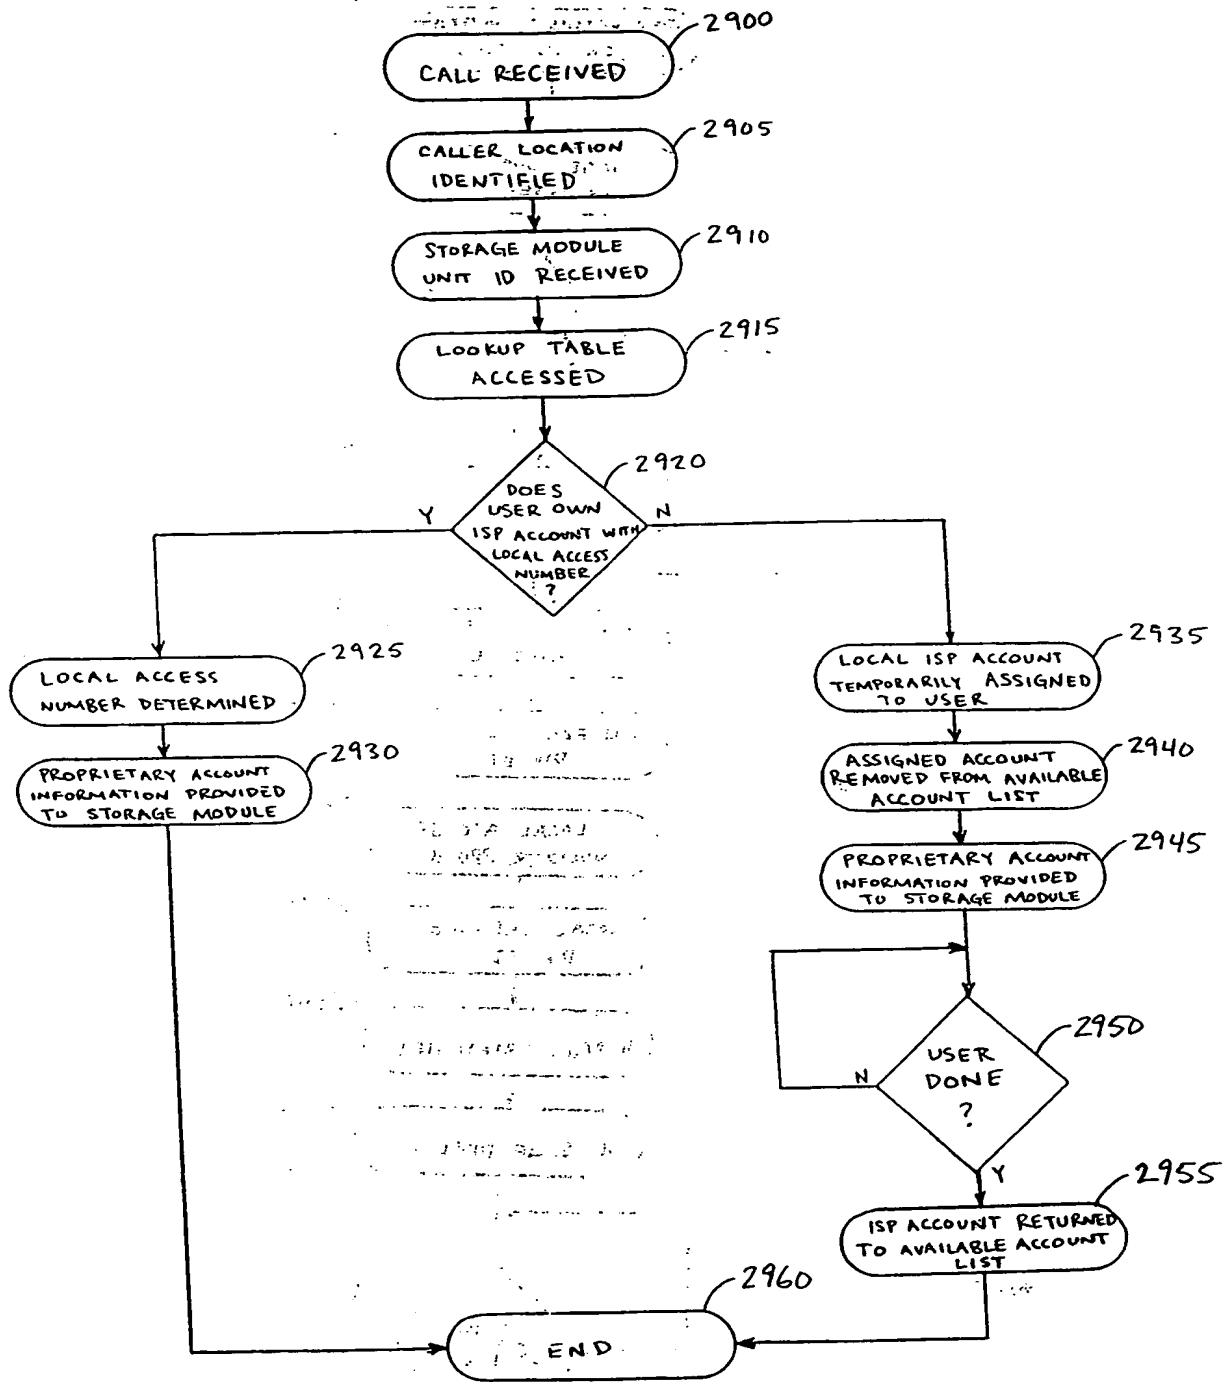 2900
CALL RECEIVED
2905
CALLER LOCATION
IDENTIFIED
2910
STORAGE MODULE
UNIT ID RECEIVED
2915
LOOKUP TABLE
ACCESSED
2920
DOES
USER OWN
ISP ACCOUNT WITH
LOCAL ACCESS
NUMBER
?
Y
N
2925
LOCAL ACCESS
NUMBER DETERMINED
2930
PROPRIETARY ACCOUNT
INFORMATION PROVIDED
TO STORAGE MODULE
2935
LOCAL ISP ACCOUNT
TEMPORARILY ASSIGNED
TO USER
2940
ASSIGNED ACCOUNT
REMOVED FROM AVAILABLE
ACCOUNT LIST
2945
PROPRIETARY ACCOUNT
INFORMATION PROVIDED
TO STORAGE MODULE
2950
USER
DONE
?
N
Y
2955
ISP ACCOUNT RETURNED
TO AVAILABLE ACCOUNT
LIST
2960
END